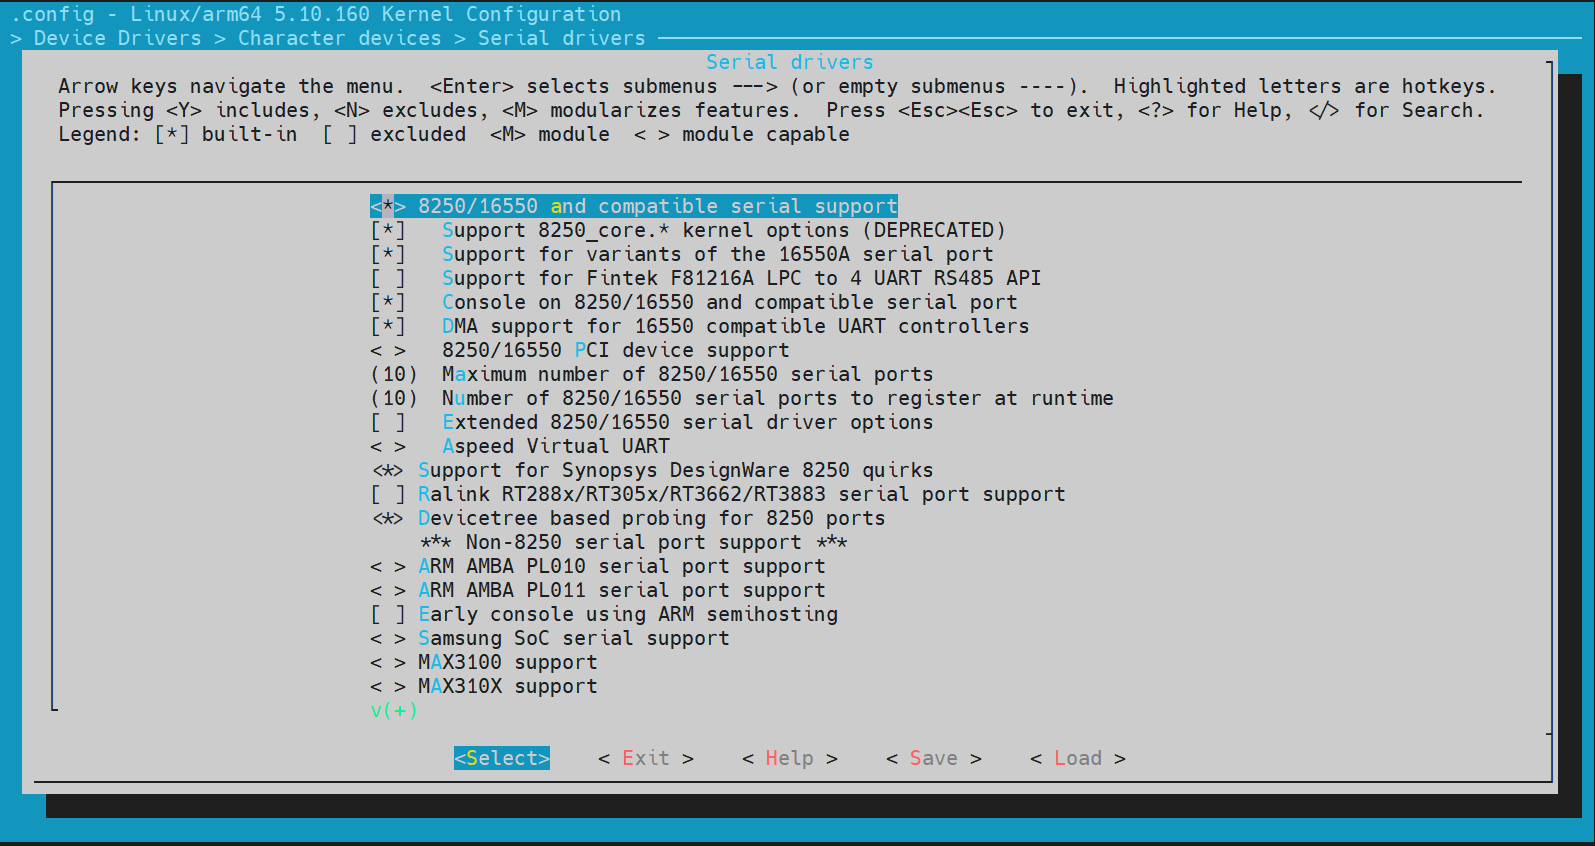 .config - Linux/arm64 5.10.160 Kernel Configuration
> Device Drivers > Character devices > Serial drivers
Serial drivers
Arrow keys navigate the menu.  <Enter> selects submenus ---> (or empty submenus ----).  Highlighted letters are hotkeys.
Pressing <Y> includes, <N> excludes, <M> modularizes features.  Press <Esc><Esc> to exit, <?> for Help, </> for Search.
Legend: [*] built-in  [ ] excluded  <M> module  < > module capable
<*> 8250/16550 and compatible serial support
[*]   Support 8250_core.* kernel options (DEPRECATED)
[*]   Support for variants of the 16550A serial port
[ ]   Support for Fintek F81216A LPC to 4 UART RS485 API
[*]   Console on 8250/16550 and compatible serial port
[*]   DMA support for 16550 compatible UART controllers
< >   8250/16550 PCI device support
(10)  Maximum number of 8250/16550 serial ports
(10)  Number of 8250/16550 serial ports to register at runtime
[ ]   Extended 8250/16550 serial driver options
< >   Aspeed Virtual UART
<*> Support for Synopsys DesignWare 8250 quirks
[ ] Ralink RT288x/RT305x/RT3662/RT3883 serial port support
<*> Devicetree based probing for 8250 ports
*** Non-8250 serial port support ***
< > ARM AMBA PL010 serial port support
< > ARM AMBA PL011 serial port support
[ ] Early console using ARM semihosting
< > Samsung SoC serial support
< > MAX3100 support
< > MAX310X support
v(+)
<Select>    < Exit >    < Help >    < Save >    < Load >